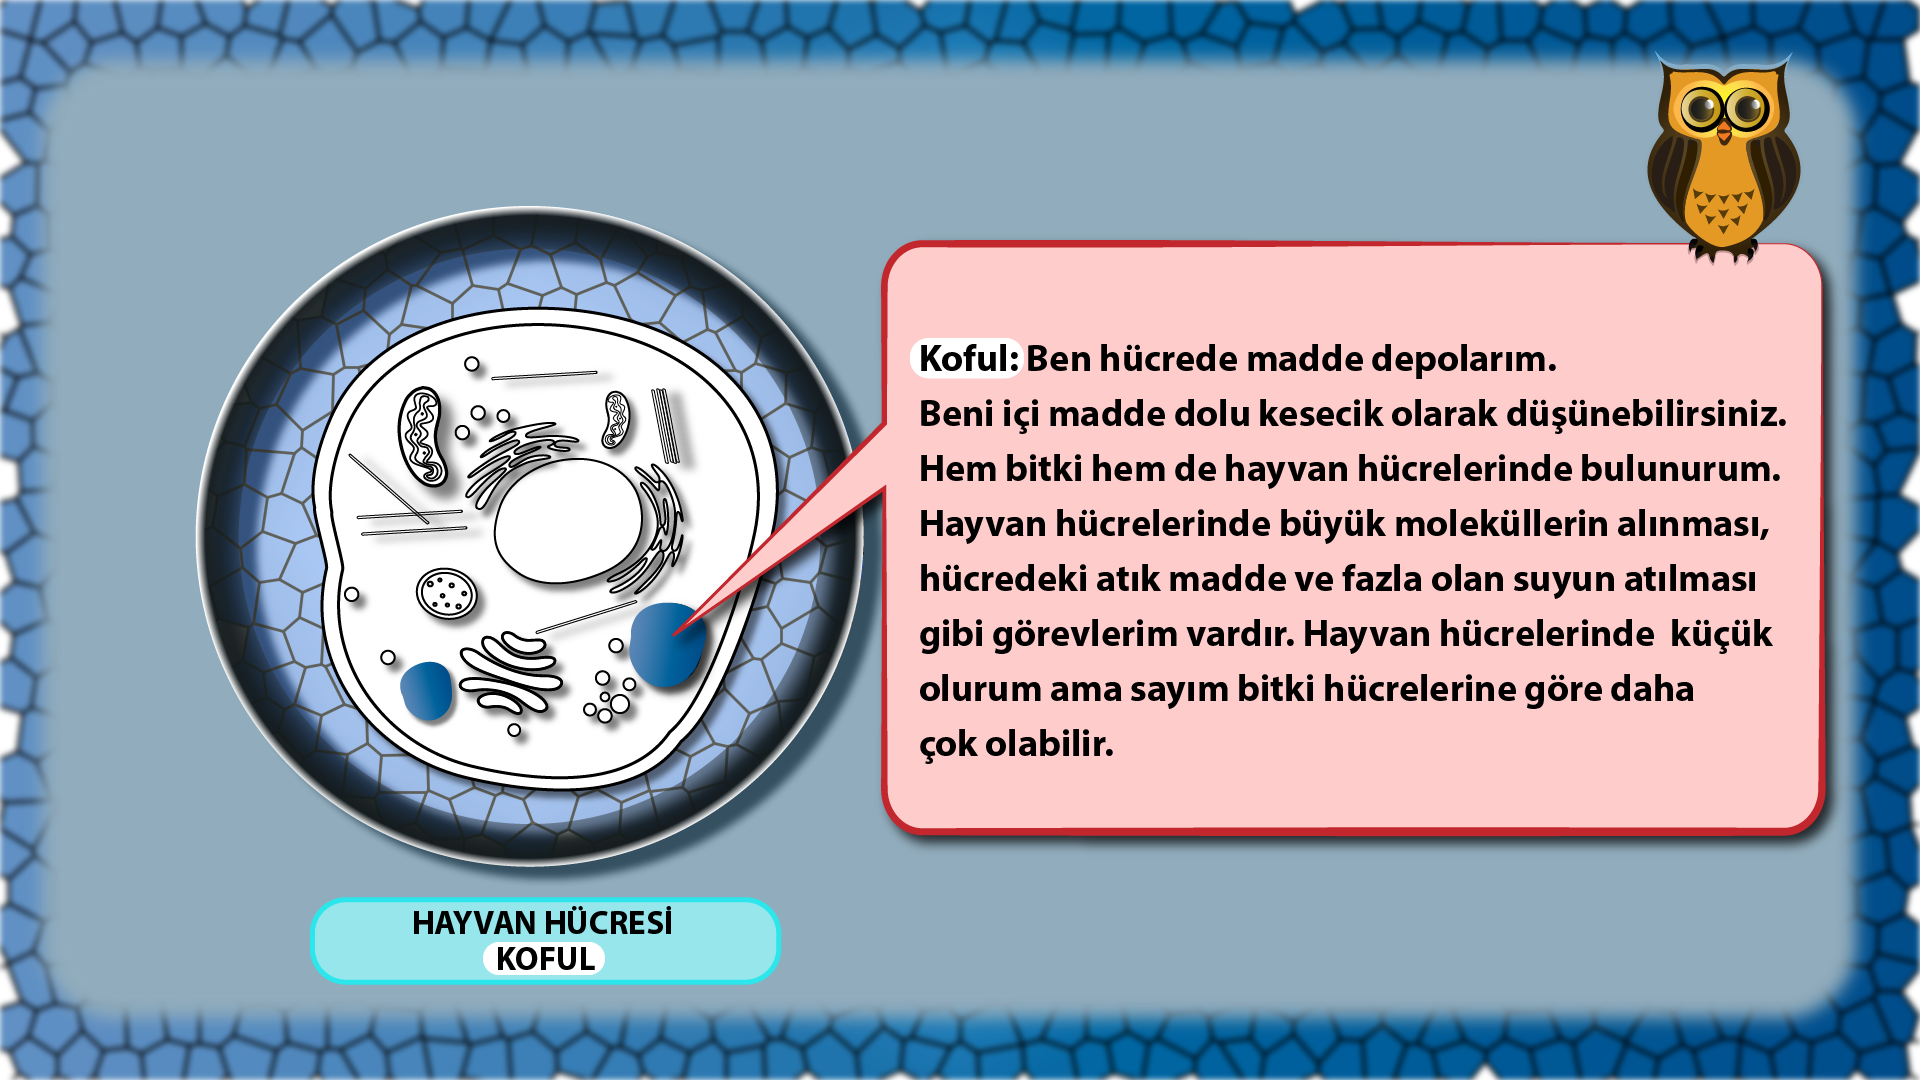 Koful: Ben hücrede madde depolarım.
Beni içi madde dolu kesecik olarak düşünebilirsiniz.
Hem bitki hem de hayvan hücrelerinde bulunurum.
Hayvan hücrelerinde büyük moleküllerin alınması,
hücredeki atık madde ve fazla olan suyun atılması
gibi görevlerim vardır. Hayvan hücrelerinde küçük
olurum ama sayım bitki hücrelerine göre daha
çok olabilir.
HAYVAN HÜCRESİ
KOFUL